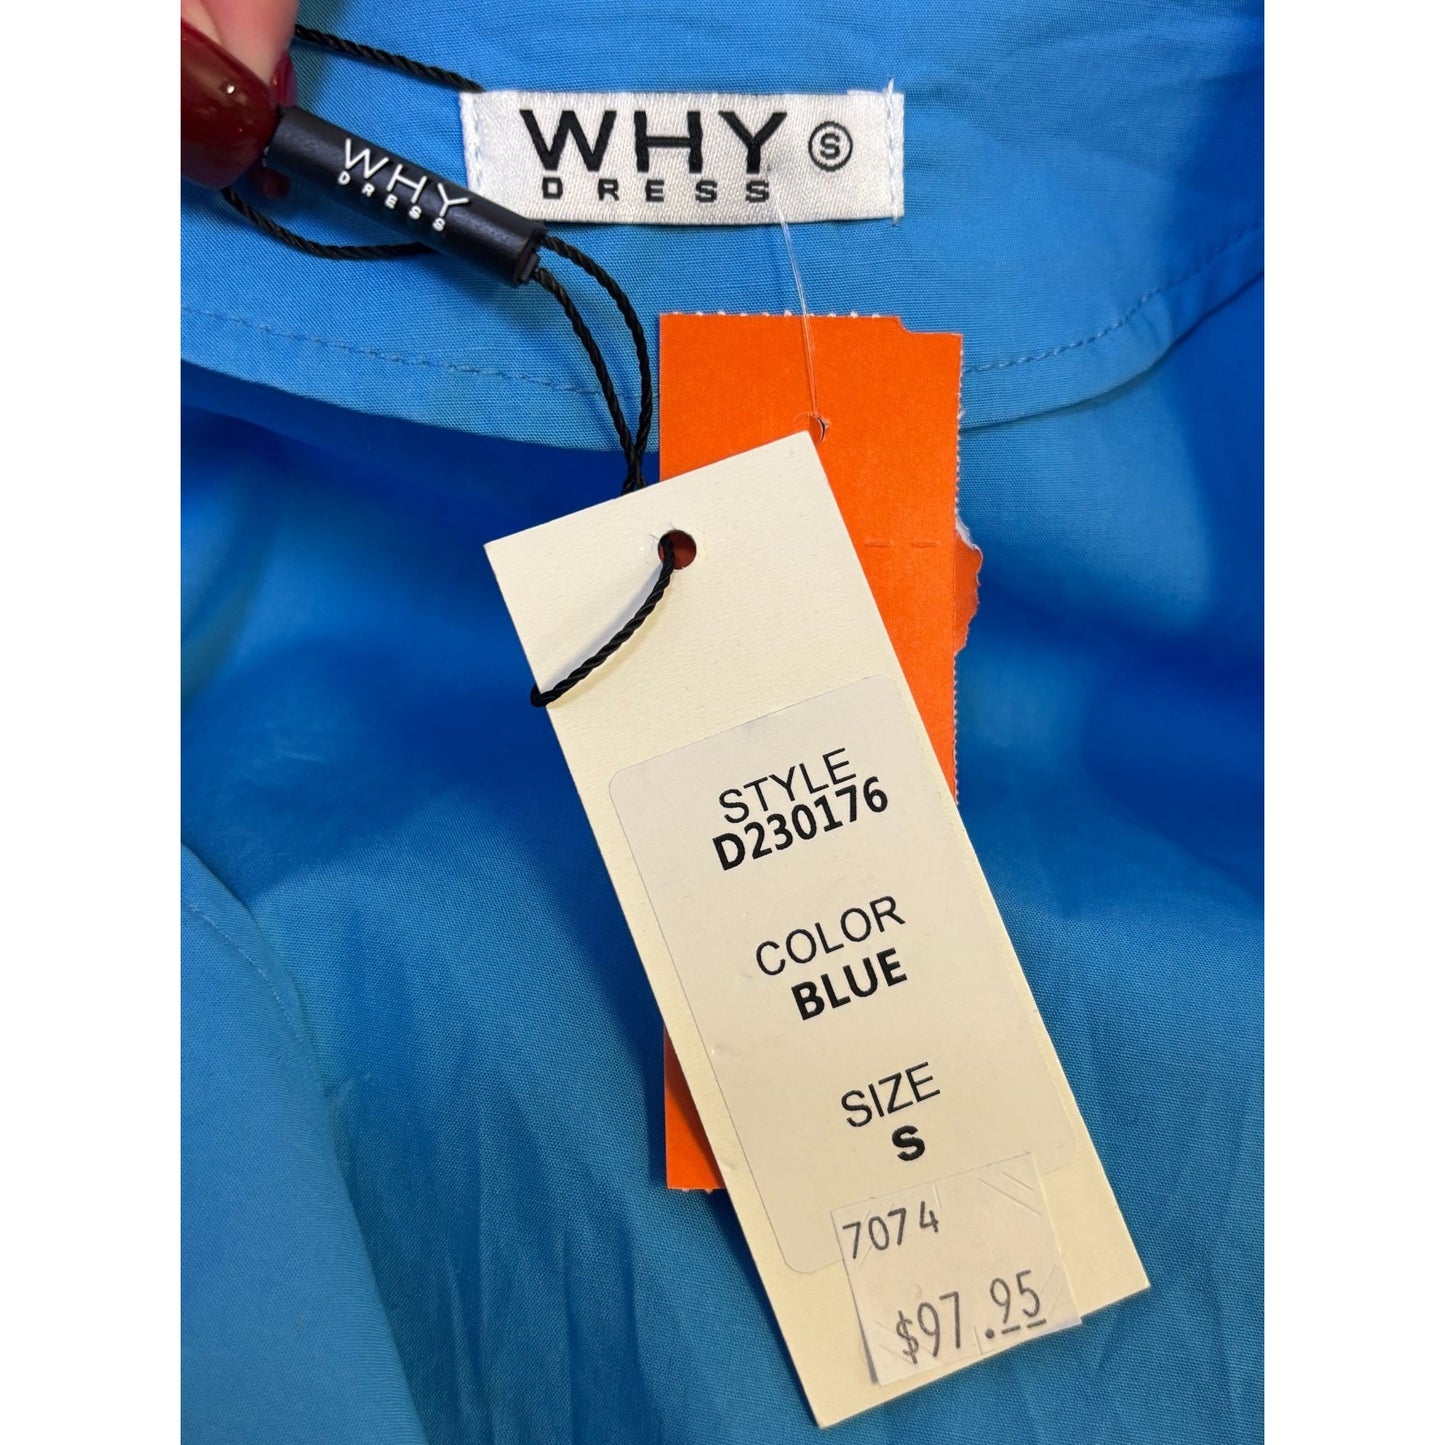 WHY S
DRESS
WHY
DRESS
STYLE
D230176
COLOR
BLUE
SIZE
S
7074
$97.95